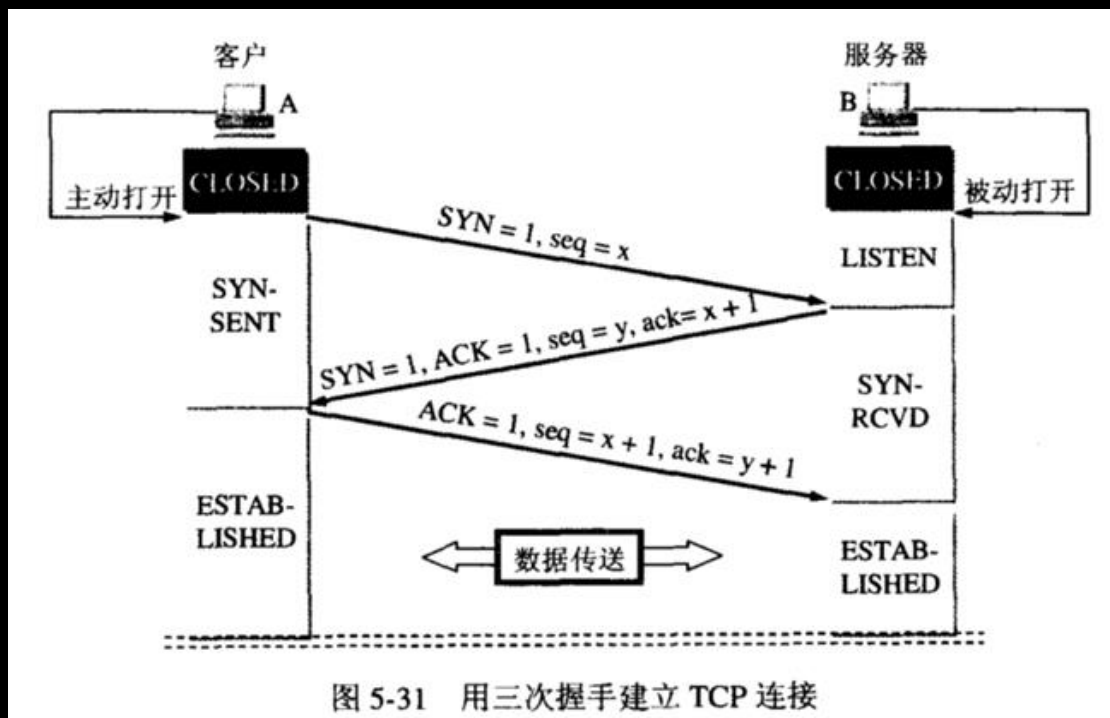 客户
服务器
A
B
CLOSED
CLOSED
主动打开
被动打开
SYN = 1, seq = x
LISTEN
SYN-
SENT
SYN = 1, ACK = 1, seq = y, ack= x + 1
SYN-
RCVD
ACK = 1, seq = x + 1, ack = y + 1
ESTAB-
LISHED
数据传送
ESTAB-
LISHED
图 5-31 用三次握手建立 TCP 连接